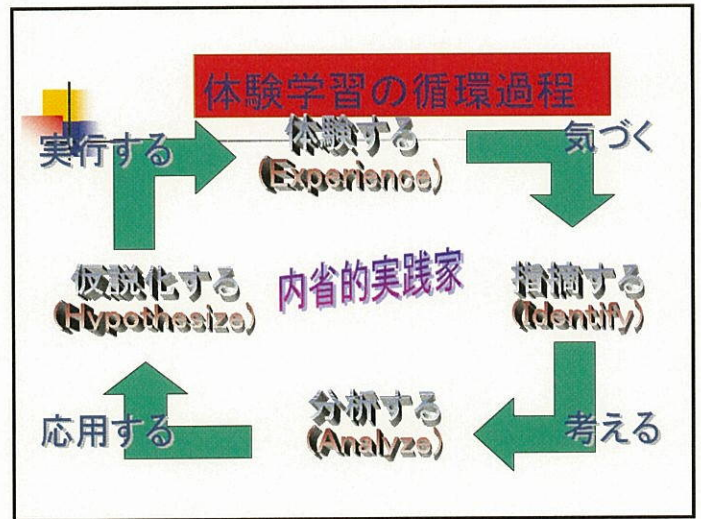 体験学習の循環過程
実行する
体験する
(Experience)
気づく
仮説化する
(Hypothesize)
内省的実践家
指摘する
(Identify)
応用する
分析する
(Analyze)
考える